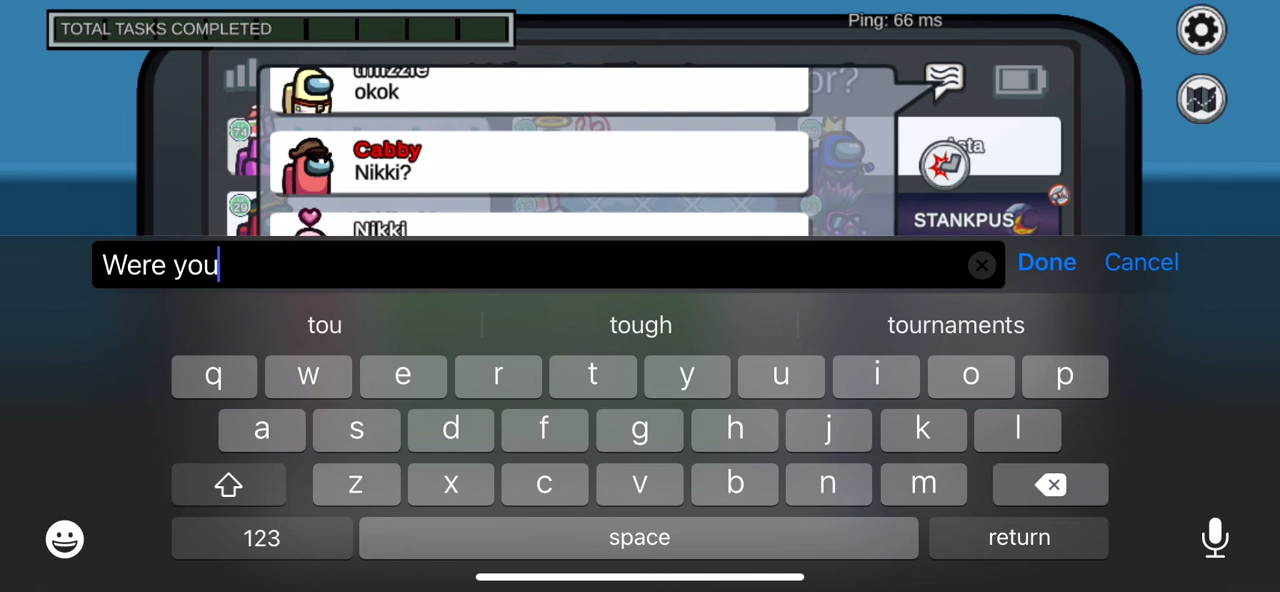 TOTAL TASKS COMPLETED
Ping: 66 ms
okok
or?
Cabby
Nikki?
Nikki
STANKPUS
Were you
Done
Cancel
tou
tough
tournaments
q w e r t y u i o p
a s d f g h j k l
z x c v b n m
123
space
return